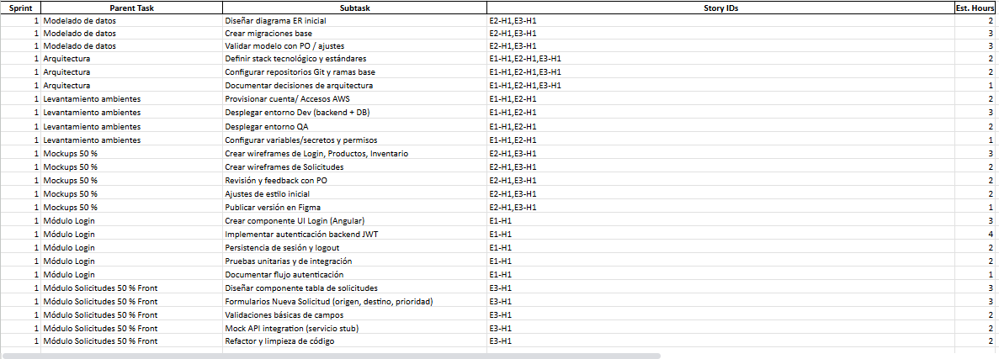 Sprint Parent Task Subtask Story IDs Est. Hours
1 Modelado de datos Diseñar diagrama ER inicial E2-H1,E3-H1 2
1 Modelado de datos Crear migraciones base E2-H1,E3-H1 3
1 Modelado de datos Validar modelo con PO / ajustes E2-H1,E3-H1 3
1 Arquitectura Definir stack tecnológico y estándares E1-H1,E2-H1,E3-H1 2
1 Arquitectura Configurar repositorios Git y ramas base E1-H1,E2-H1,E3-H1 2
1 Arquitectura Documentar decisiones de arquitectura E1-H1,E2-H1,E3-H1 1
1 Levantamiento ambientes Provisionar cuenta/ Accesos AWS E1-H1,E2-H1 2
1 Levantamiento ambientes Desplegar entorno Dev (backend + DB) E1-H1,E2-H1 3
1 Levantamiento ambientes Desplegar entorno QA E1-H1,E2-H1 2
1 Levantamiento ambientes Configurar variables/secretos y permisos E1-H1,E2-H1 1
1 Mockups 50 % Crear wireframes de Login, Productos, Inventario E2-H1,E3-H1 3
1 Mockups 50 % Crear wireframes de Solicitudes E2-H1,E3-H1 2
1 Mockups 50 % Revisión y feedback con PO E2-H1,E3-H1 2
1 Mockups 50 % Ajustes de estilo inicial E2-H1,E3-H1 2
1 Mockups 50 % Publicar versión en Figma E2-H1,E3-H1 1
1 Módulo Login Crear componente UI Login (Angular) E1-H1 3
1 Módulo Login Implementar autenticación backend JWT E1-H1 4
1 Módulo Login Persistencia de sesión y logout E1-H1 2
1 Módulo Login Pruebas unitarias y de integración E1-H1 2
1 Módulo Login Documentar flujo autenticación E1-H1 1
1 Módulo Solicitudes 50 % Front Diseñar componente tabla de solicitudes E3-H1 3
1 Módulo Solicitudes 50 % Front Formularios Nueva Solicitud (origen, destino, prioridad) E3-H1 3
1 Módulo Solicitudes 50 % Front Validaciones básicas de campos E3-H1 2
1 Módulo Solicitudes 50 % Front Mock API integration (servicio stub) E3-H1 2
1 Módulo Solicitudes 50 % Front Refactor y limpieza de código E3-H1 2